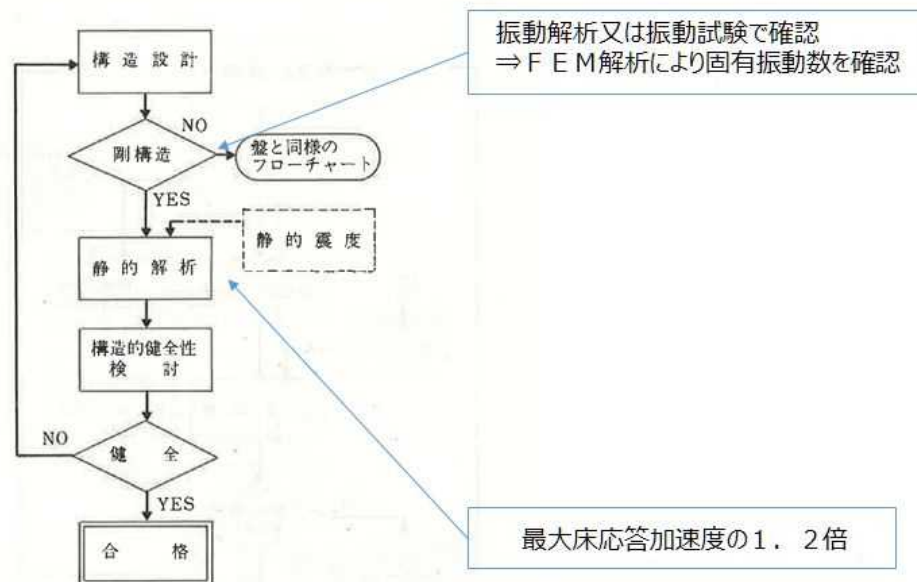 振動解析又は振動試験で確認
⇒ＦＥＭ解析により固有振動数を確認
構造設計
NO
剛構造
盤と同様の
フローチャート
YES
静的震度
静的解析
構造的健全性
検討
NO
健全
YES
最大床応答加速度の１．２倍
合格